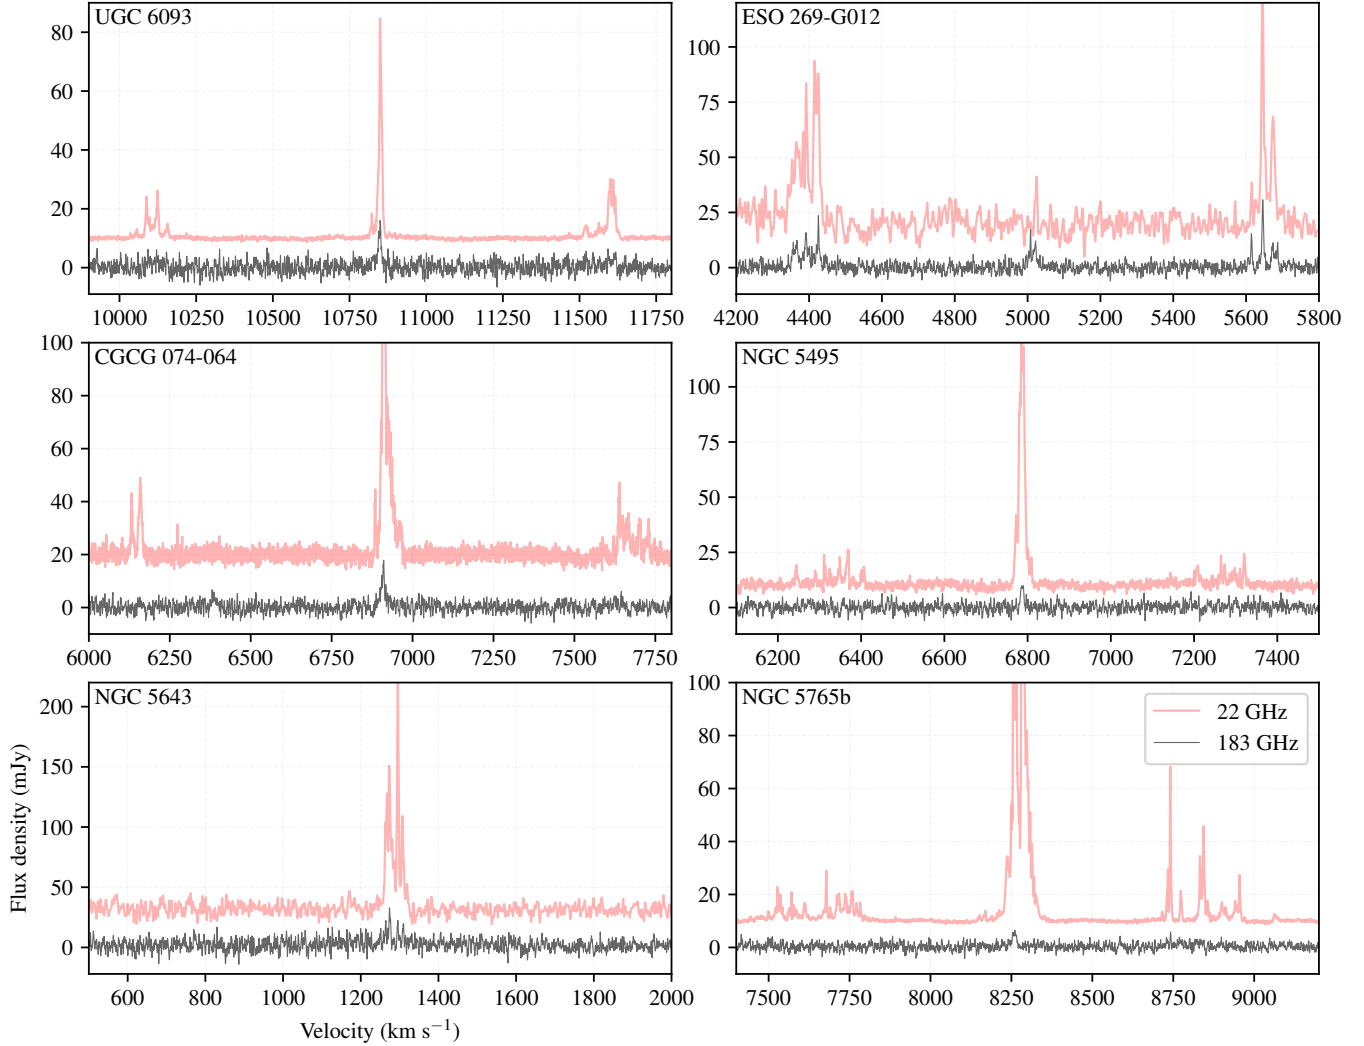 UGC 6093
80
60
40
20
0
10000 10250 10500 10750 11000 11250 11500 11750
ESO 269-G012
100
75
50
25
0
4200 4400 4600 4800 5000 5200 5400 5600 5800
CGCG 074-064
100
80
60
40
20
0
6000 6250 6500 6750 7000 7250 7500 7750
NGC 5495
100
75
50
25
0
6200 6400 6600 6800 7000 7200 7400
NGC 5643
200
150
100
50
0
600 800 1000 1200 1400 1600 1800 2000
Flux density (mJy)
Velocity (km s⁻¹)
NGC 5765b
22 GHz
183 GHz
100
80
60
40
20
0
7500 7750 8000 8250 8500 8750 9000